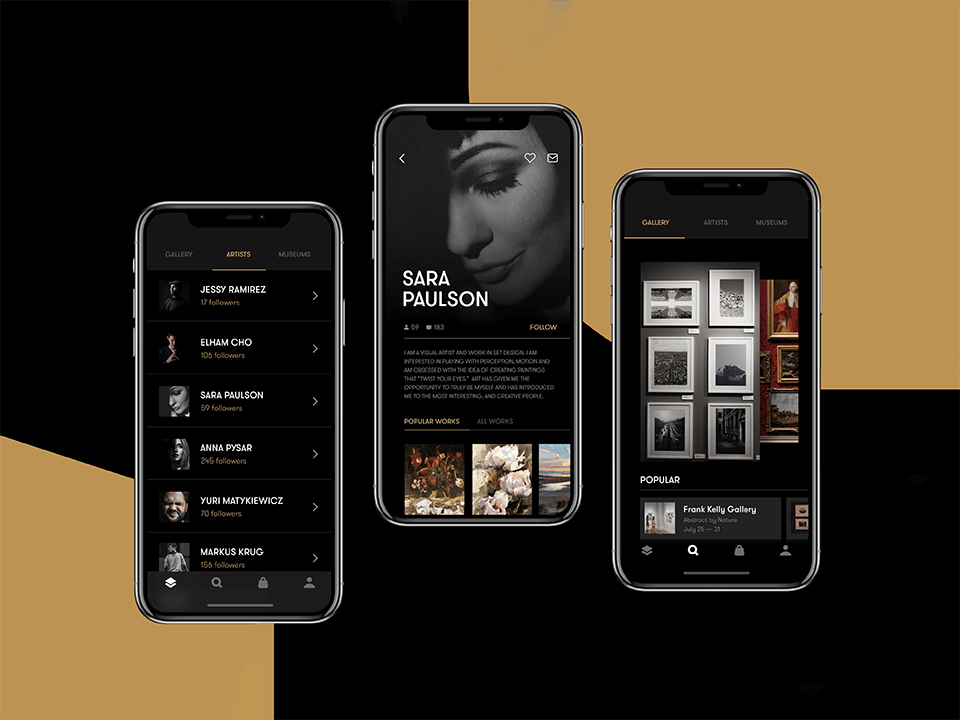 GALLERY
ARTISTS
MUSEUMS
JESSY RAMIREZ
17 followers
ELHAM CHO
106 followers
SARA PAULSON
59 followers
ANNA PYSAR
245 followers
YURI MATYKIEWICZ
70 followers
MARKUS KRUG
156 followers
SARA
PAULSON
59
183
FOLLOW
I AM A VISUAL ARTIST AND WORK IN SET DESIGN. I AM
INTERESTED IN PLAYING WITH PERCEPTION, MOTION AND
AM OBSESSED WITH THE IDEA OF CREATING PAINTINGS
THAT "TWIST YOUR EYES." ART HAS GIVEN ME THE
OPPORTUNITY TO TRULY BE MYSELF AND HAS INTRODUCED
ME TO THE MOST INTERESTING, AND CREATIVE PEOPLE.
POPULAR WORKS
ALL WORKS
GALLERY
ARTISTS
MUSEUMS
POPULAR
Frank Kelly Gallery
Abstract by Nature
July 25 — 31